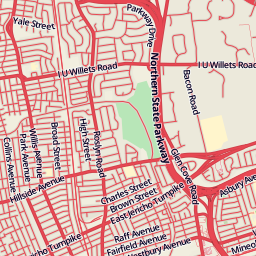 Parkway Drive
Yale Street
Northern State Parkway
I U Willets Road
I U Willets Road
Bacon Road
Roslyn Road
High Street
Broad Street
Willis Avenue
Park Avenue
Collins Avenue
Hillside Avenue
Glen Cove Road
Asbury Avenue
Charles Street
Brown Street
East Jericho Turnpike
Jericho Turnpike
Raff Avenue
Fairfield Avenue
Westbury Avenue